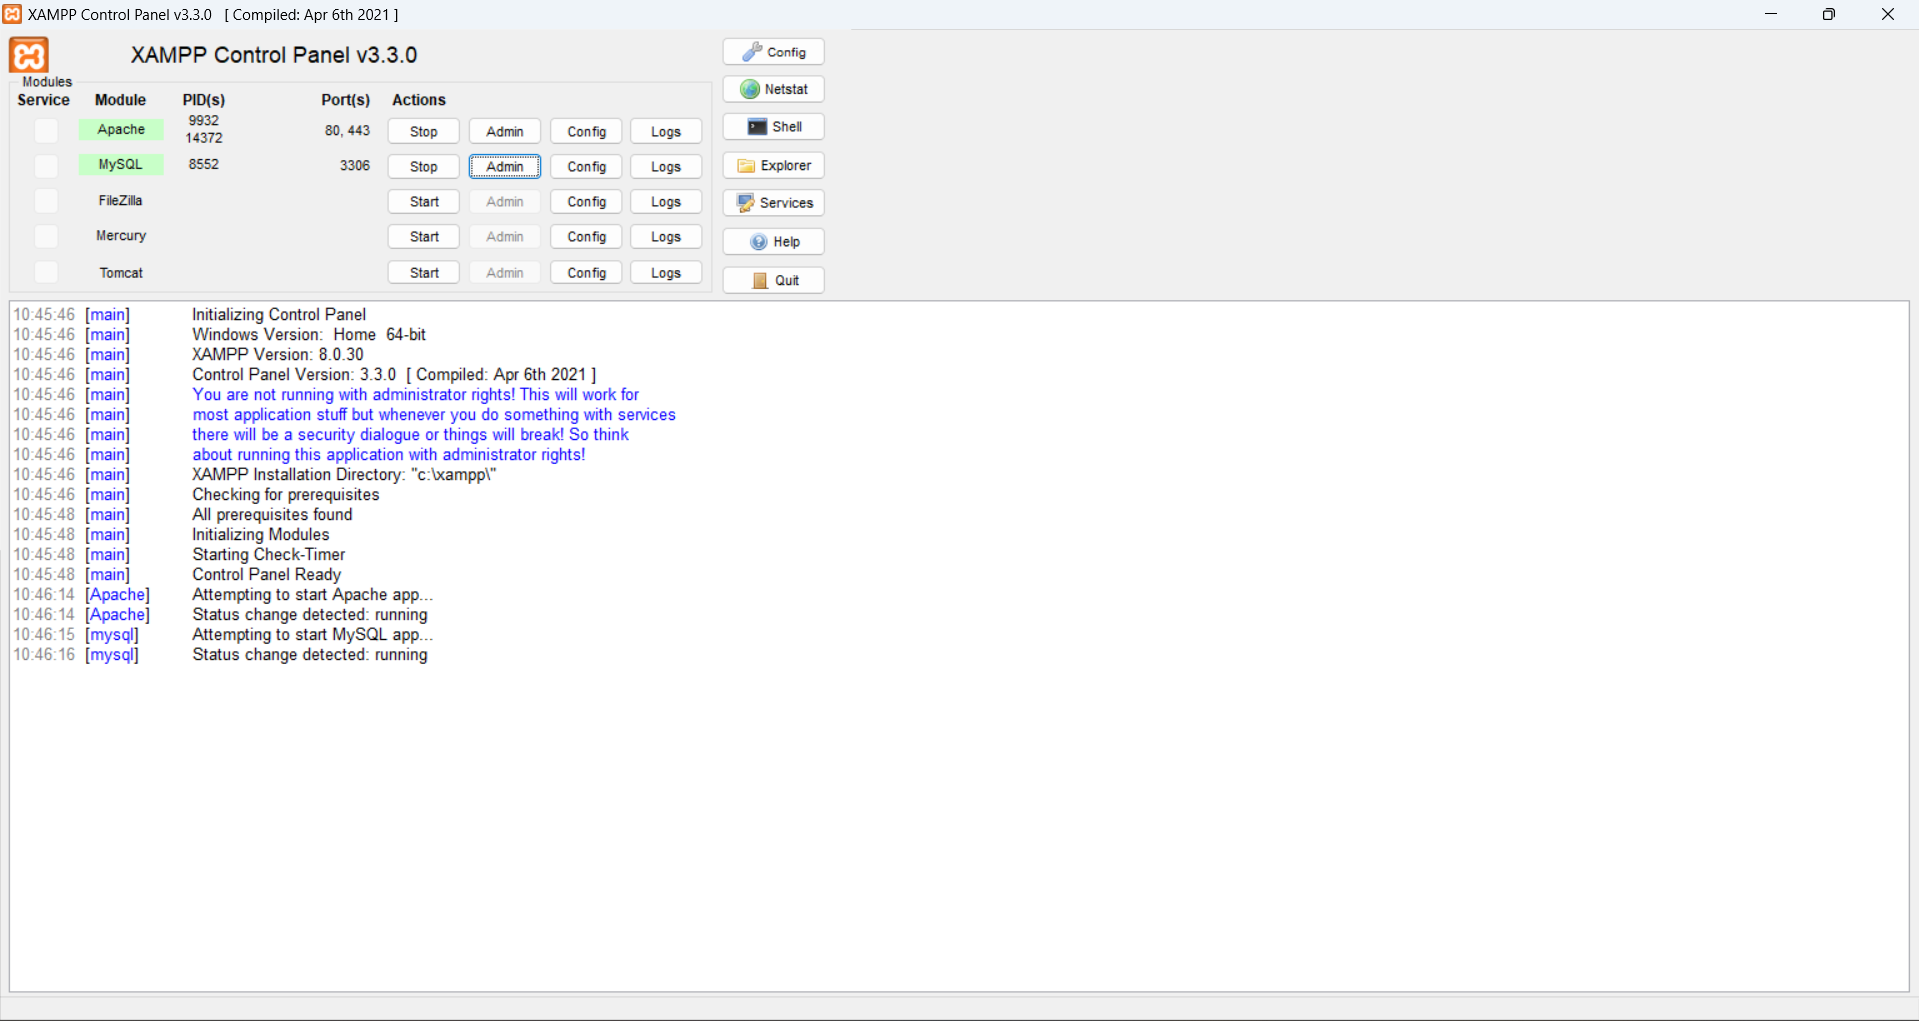 XAMPP Control Panel v3.3.0 [ Compiled: Apr 6th 2021 ]
XAMPP Control Panel v3.3.0
Config
Modules
Service Module PID(s) Port(s) Actions
Netstat
Apache 9932 14372 80, 443 Stop Admin Config Logs
Shell
MySQL 8552 3306 Stop Admin Config Logs
Explorer
FileZilla Start Admin Config Logs
Services
Mercury Start Admin Config Logs
Help
Tomcat Start Admin Config Logs
Quit
10:45:46 [main] Initializing Control Panel
10:45:46 [main] Windows Version: Home 64-bit
10:45:46 [main] XAMPP Version: 8.0.30
10:45:46 [main] Control Panel Version: 3.3.0 [ Compiled: Apr 6th 2021 ]
10:45:46 [main] You are not running with administrator rights! This will work for
10:45:46 [main] most application stuff but whenever you do something with services
10:45:46 [main] there will be a security dialogue or things will break! So think
10:45:46 [main] about running this application with administrator rights!
10:45:46 [main] XAMPP Installation Directory: "c:\xampp\"
10:45:46 [main] Checking for prerequisites
10:45:48 [main] All prerequisites found
10:45:48 [main] Initializing Modules
10:45:48 [main] Starting Check-Timer
10:45:48 [main] Control Panel Ready
10:46:14 [Apache] Attempting to start Apache app...
10:46:14 [Apache] Status change detected: running
10:46:15 [mysql] Attempting to start MySQL app...
10:46:16 [mysql] Status change detected: running